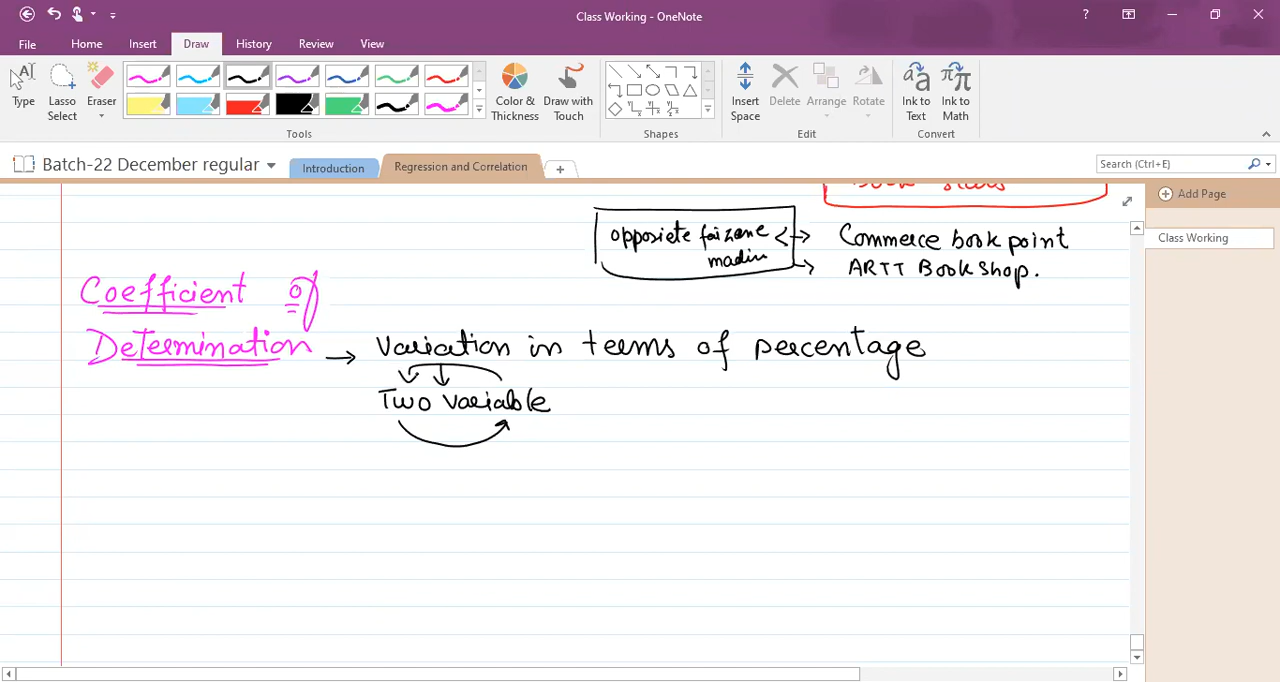 Class Working - OneNote
?
File Home Insert Draw History Review View
Type
Lasso Select
Eraser
Color & Thickness
Draw with Touch
Insert Space
Delete
Arrange
Rotate
Ink to Text
Ink to Math
Tools
Shapes
Edit
Convert
Batch-22 December regular
Introduction
Regression and Correlation
Search (Ctrl+E)
Add Page
Class Working
Book
opposiete faizane madin
Commerce book point
ARTT Book Shop.
Coefficient of
Determination → Variation in terms of percentage
Two Variable